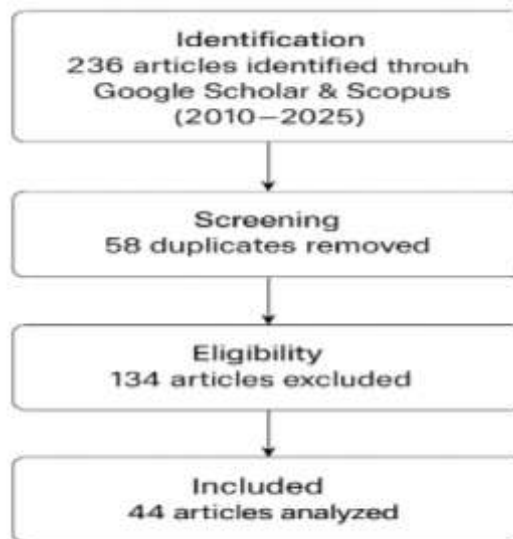 Identification
236 articles identified throuh
Google Scholar & Scopus
(2010–2025)
Screening
58 duplicates removed
Eligibility
134 articles excluded
Included
44 articles analyzed